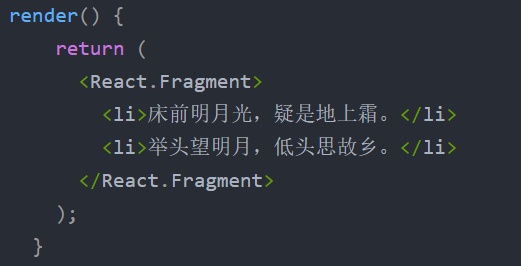 render() {
return (
<React.Fragment>
<li>床前明月光，疑是地上霜。</li>
<li>举头望明月，低头思故乡。</li>
</React.Fragment>
);
}